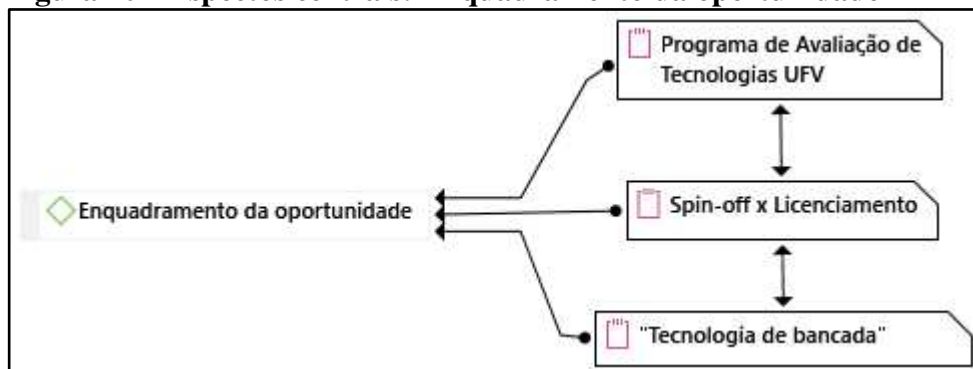 Programa de Avaliação de
Tecnologias UFV
Enquadramento da oportunidade
Spin-off x Licenciamento
"Tecnologia de bancada"